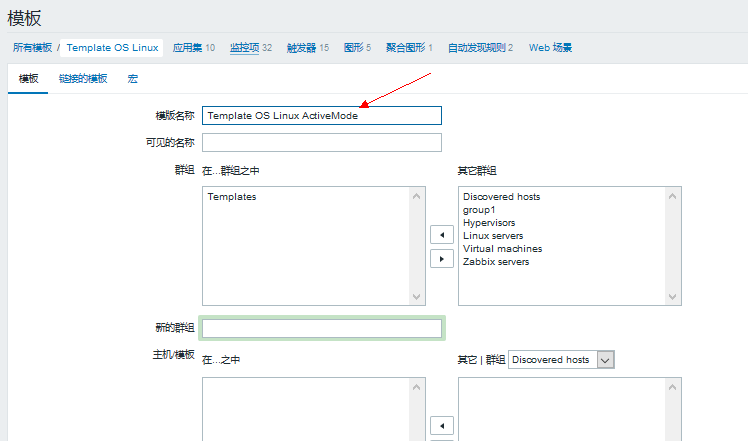 模板
所有模板 / Template OS Linux 应用集 10 监控项 32 触发器 15 图形 5 聚合图形 1 自动发现规则 2 Web 场景
模板 链接的模板 宏
模版名称 Template OS Linux ActiveMode
可见的名称
群组 在...群组之中 其它群组
Templates Discovered hosts
group1
Hypervisors
Linux servers
Virtual machines
Zabbix servers
新的群组
主机/模板 在...之中 其它 | 群组 Discovered hosts